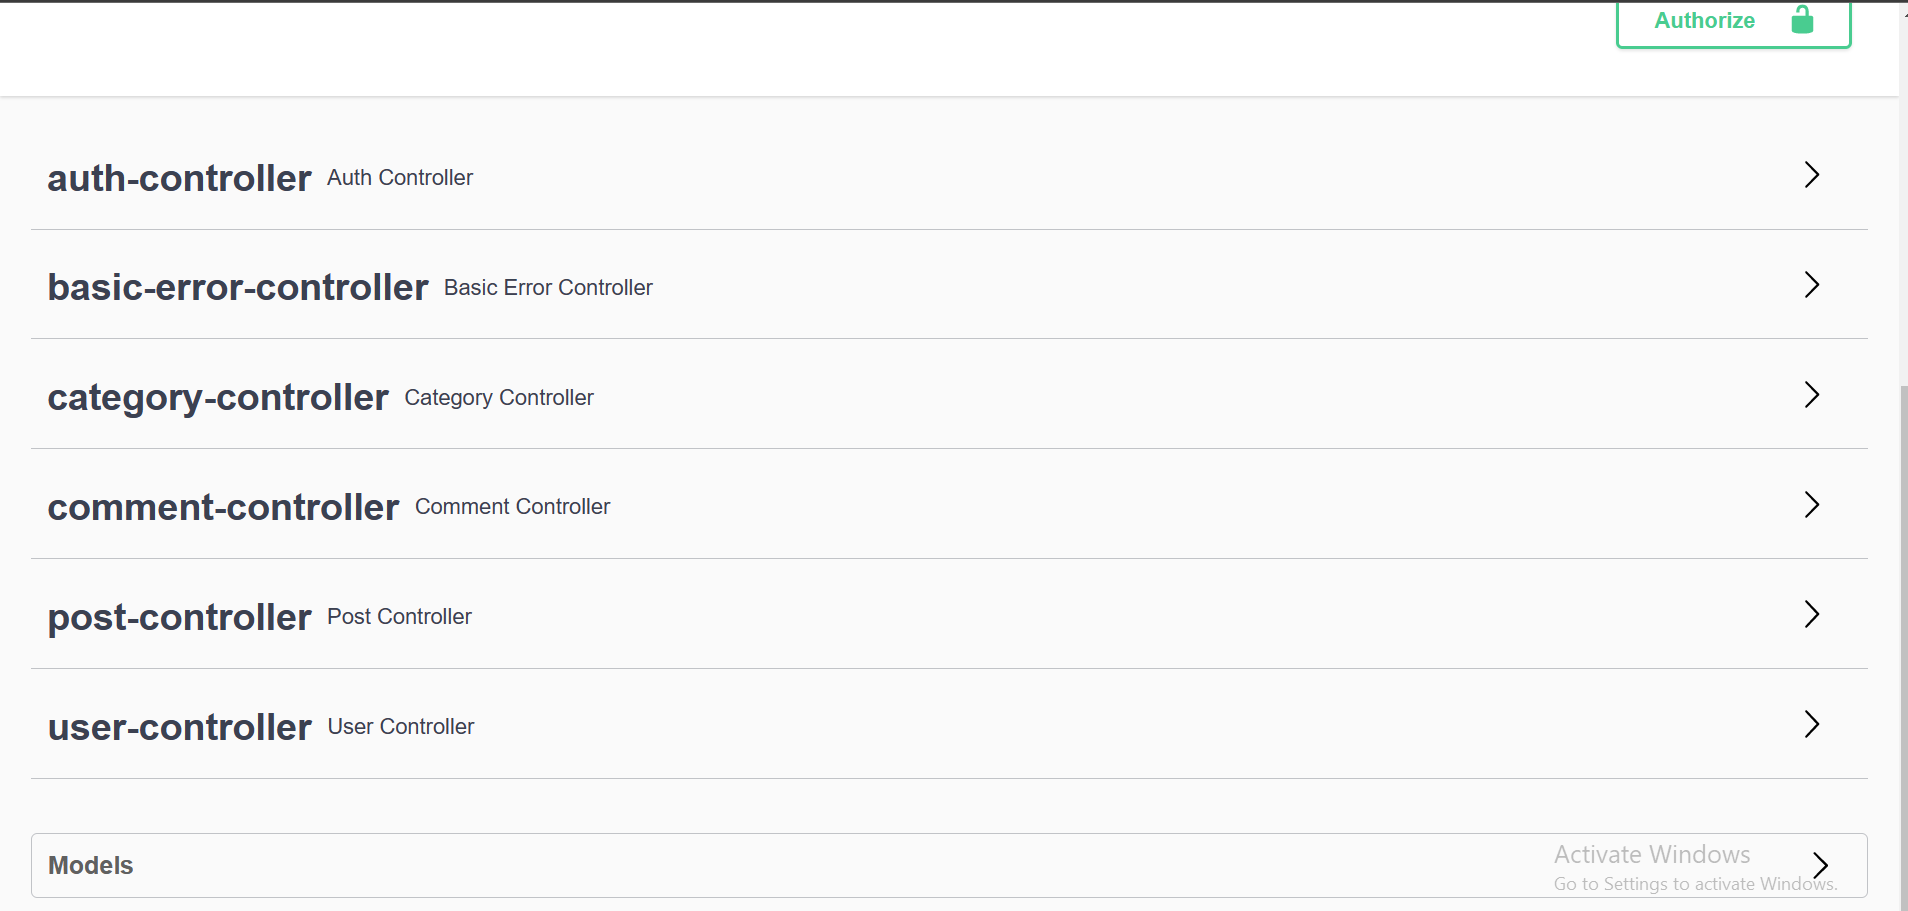 Authorize
auth-controller Auth Controller
basic-error-controller Basic Error Controller
category-controller Category Controller
comment-controller Comment Controller
post-controller Post Controller
user-controller User Controller
Models
Activate Windows
Go to Settings to activate Windows.